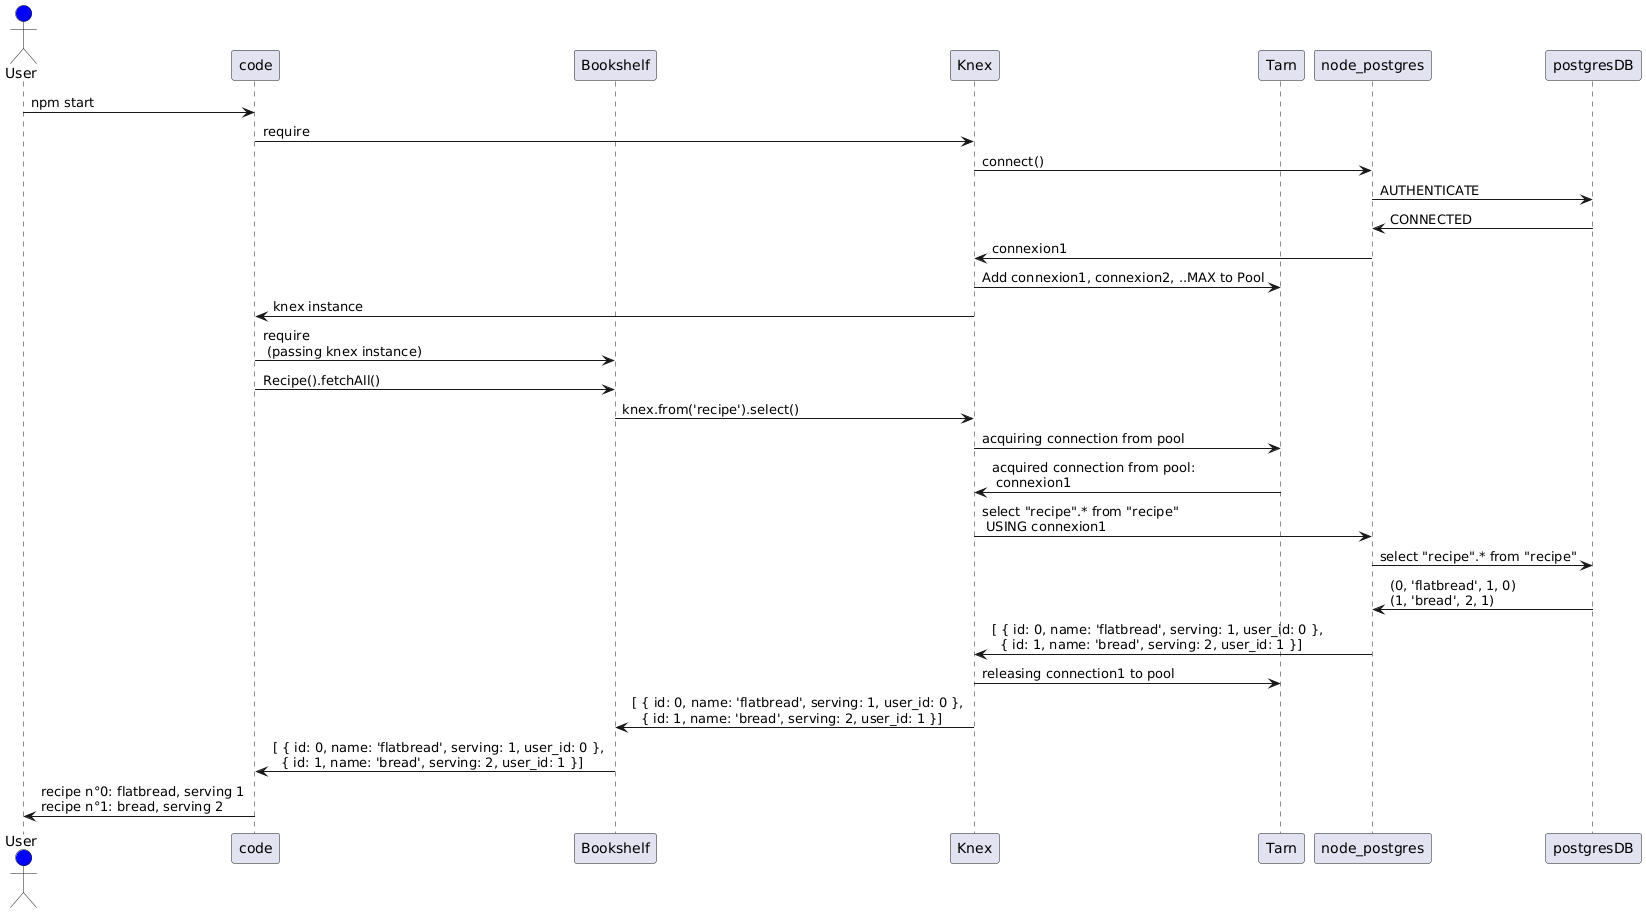 User
code
Bookshelf
Knex
Tarn
node_postgres
postgresDB
npm start
require
connect()
AUTHENTICATE
CONNECTED
connexion1
Add connexion1, connexion2, ..MAX to Pool
knex instance
require
(passing knex instance)
Recipe().fetchAll()
knex.from('recipe').select()
acquiring connection from pool
acquired connection from pool:
connexion1
select "recipe".* from "recipe"
USING connexion1
select "recipe".* from "recipe"
(0, 'flatbread', 1, 0)
(1, 'bread', 2, 1)
[ { id: 0, name: 'flatbread', serving: 1, user_id: 0 },
{ id: 1, name: 'bread', serving: 2, user_id: 1 }]
releasing connection1 to pool
[ { id: 0, name: 'flatbread', serving: 1, user_id: 0 },
{ id: 1, name: 'bread', serving: 2, user_id: 1 }]
[ { id: 0, name: 'flatbread', serving: 1, user_id: 0 },
{ id: 1, name: 'bread', serving: 2, user_id: 1 }]
recipe n°0: flatbread, serving 1
recipe n°1: bread, serving 2
User
code
Bookshelf
Knex
Tarn
node_postgres
postgresDB